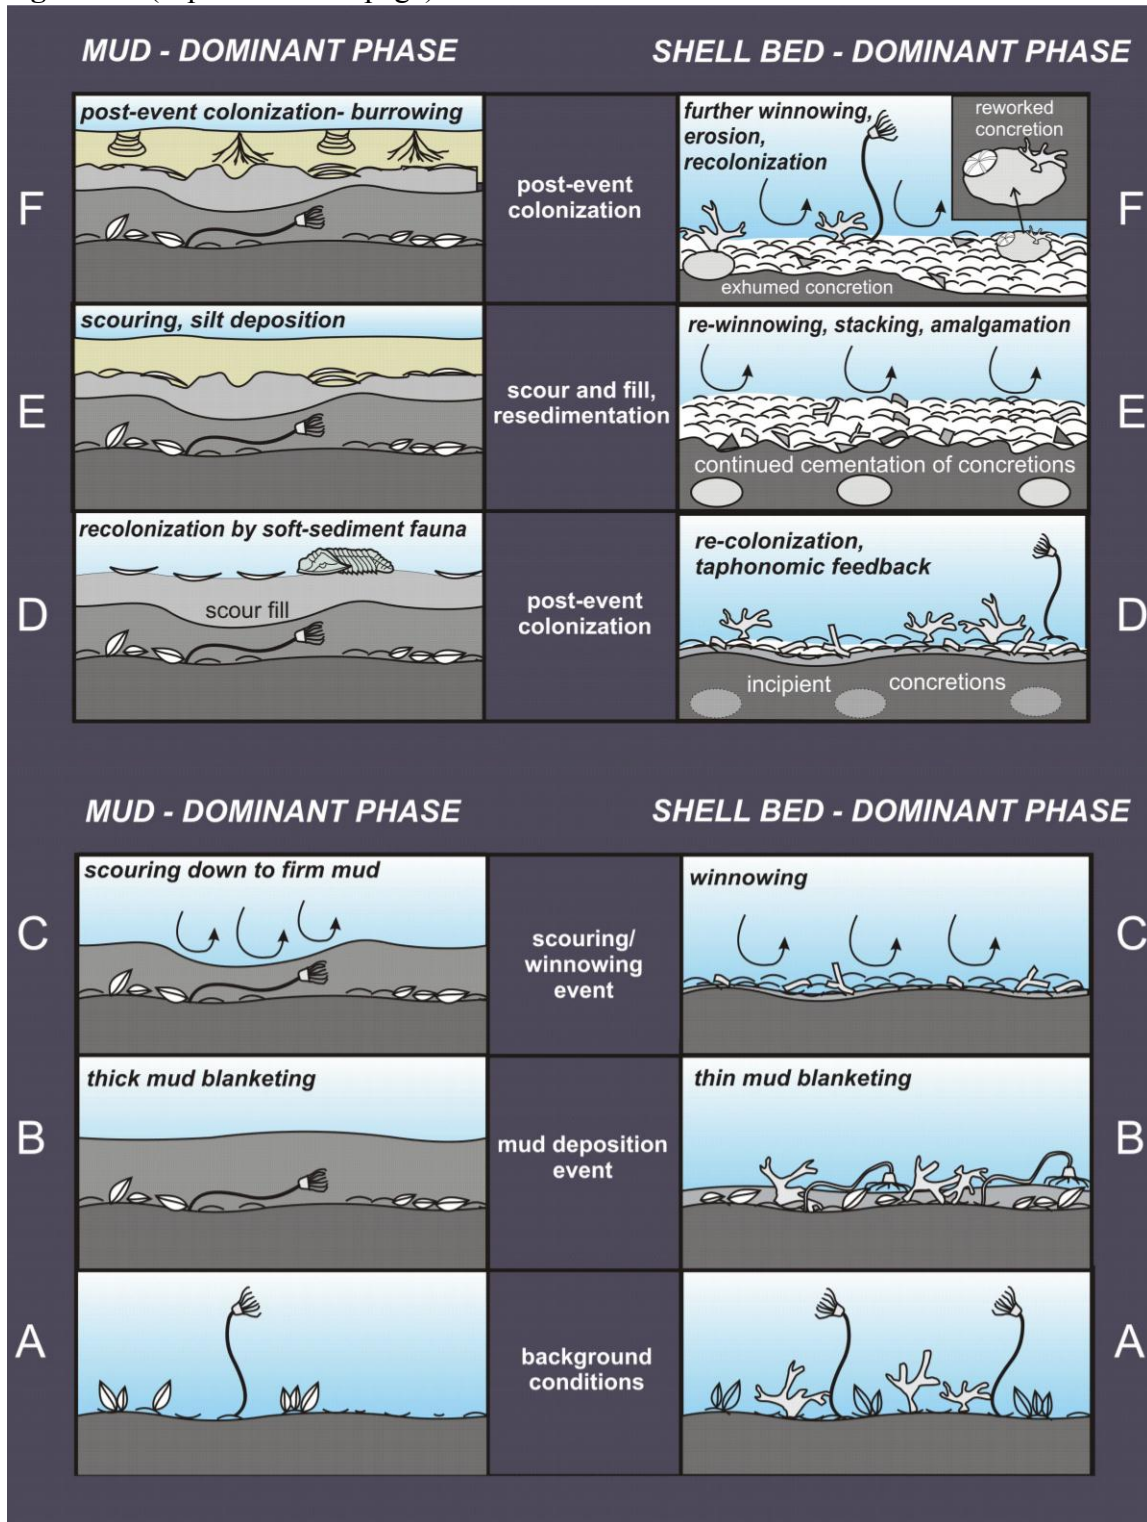 MUD - DOMINANT PHASE
SHELL BED - DOMINANT PHASE
F
post-event colonization- burrowing
post-event
colonization
further winnowing,
erosion,
recolonization
reworked
concretion
exhumed concretion
F
E
scouring, silt deposition
scour and fill,
resedimentation
re-winnowing, stacking, amalgamation
continued cementation of concretions
E
D
recolonization by soft-sediment fauna
scour fill
post-event
colonization
re-colonization,
taphonomic feedback
incipient concretions
D
MUD - DOMINANT PHASE
SHELL BED - DOMINANT PHASE
C
scouring down to firm mud
scouring/
winnowing
event
winnowing
C
B
thick mud blanketing
mud deposition
event
thin mud blanketing
B
A
background
conditions
A